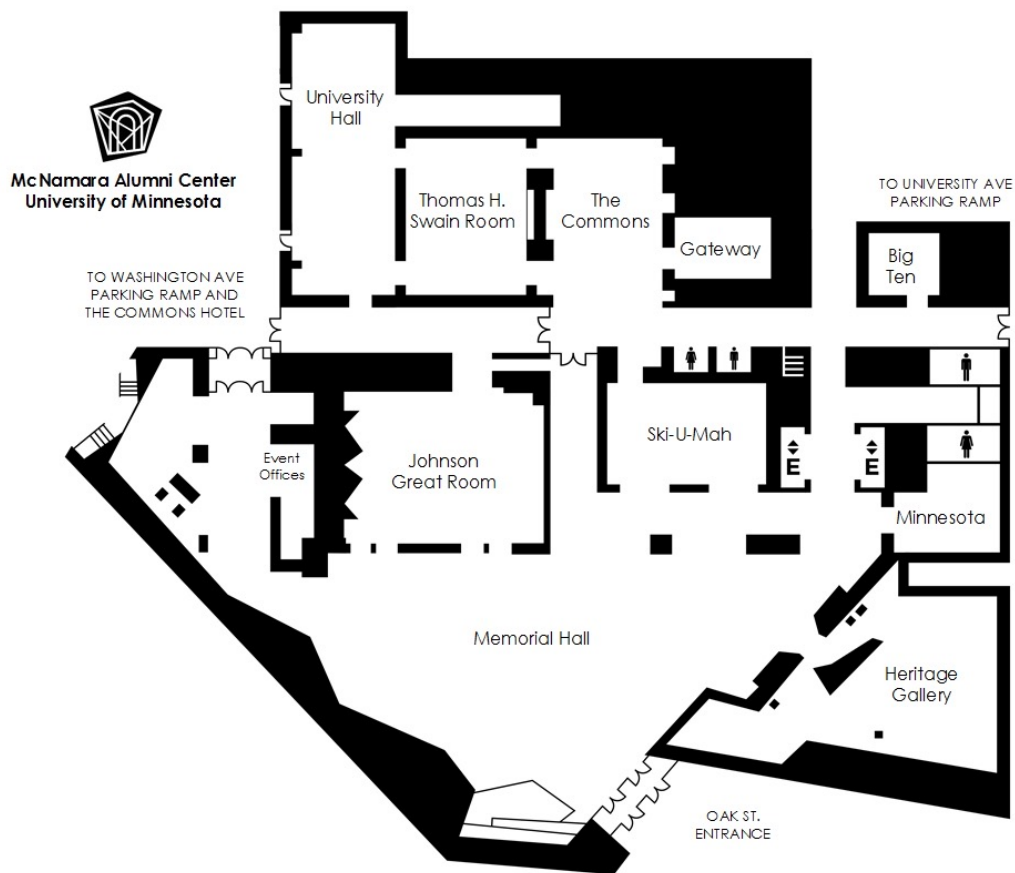 University
Hall
McNamara Alumni Center
University of Minnesota
Thomas H.
Swain Room
The
Commons
TO UNIVERSITY AVE
PARKING RAMP
Gateway
Big
Ten
TO WASHINGTON AVE
PARKING RAMP AND
THE COMMONS HOTEL
Ski-U-Mah
Event
Offices
Johnson
Great Room
E
E
Minnesota
Memorial Hall
Heritage
Gallery
OAK ST.
ENTRANCE